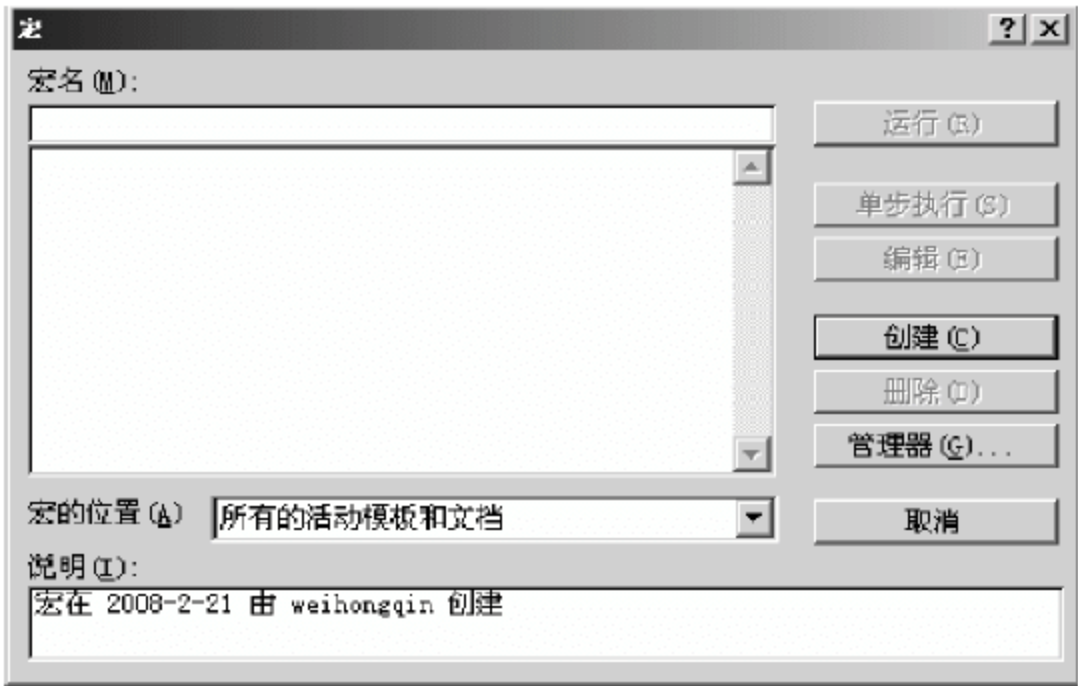 宏
宏名(M):
运行(R)
单步执行(S)
编辑(E)
创建(C)
删除(D)
管理器(G)...
宏的位置(A) 所有的活动模板和文档
取消
说明(I):
宏在 2008-2-21 由 weihongqin 创建